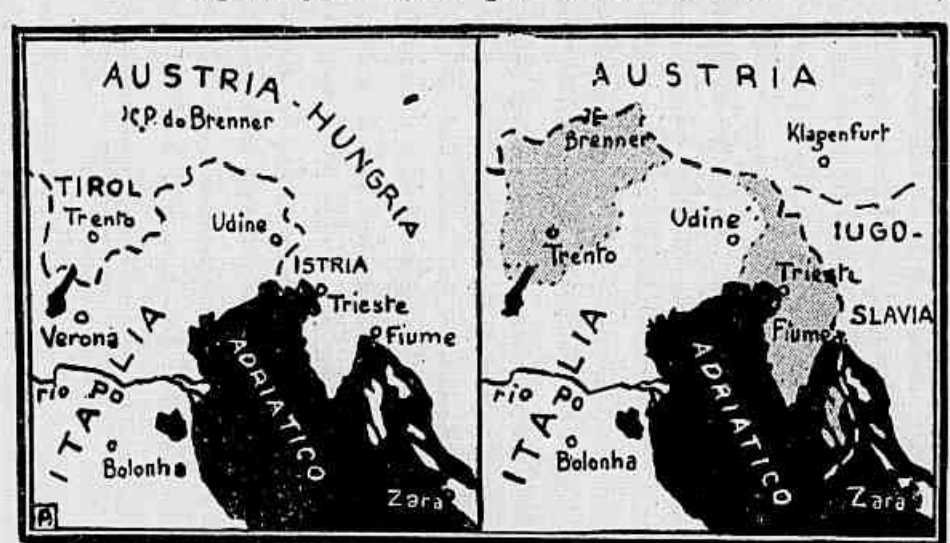 AUSTRIA-HUNGRIA
P. do Brenner
TIROL
Trento
Udine
ISTRIA
Trieste
Verona
Fiume
ITALIA
rio Po
ADRIATICO
Bolonha
Zara
A
AUSTRIA
Brenner
Klagenfurt
Udine
IUGO-
Trento
Trieste
SLAVIA
Fiume
ITALIA
rio Po
ADRIATICO
Bolonha
Zara